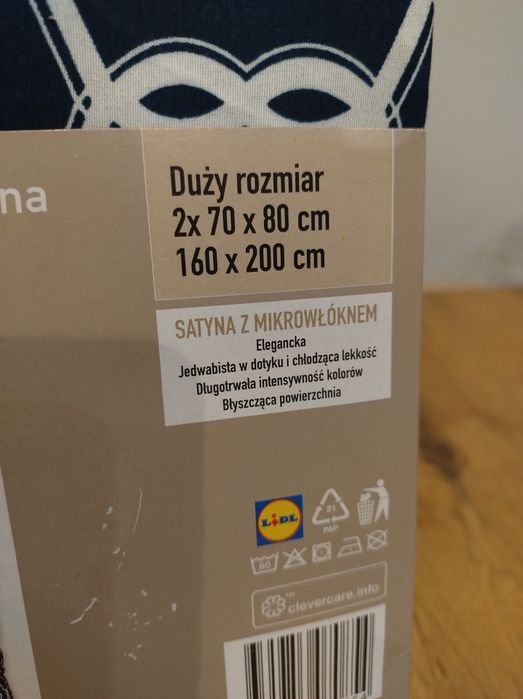 na
Duży rozmiar
2x 70 x 80 cm
160 x 200 cm
SATYNA Z MIKROWŁÓKNEM
Elegancka
Jedwabista w dotyku i chłodząca lekkość
Długotrwała intensywność kolorów
Błyszcząca powierzchnia
LIDL
21
PAP
60
™
clevercare.info